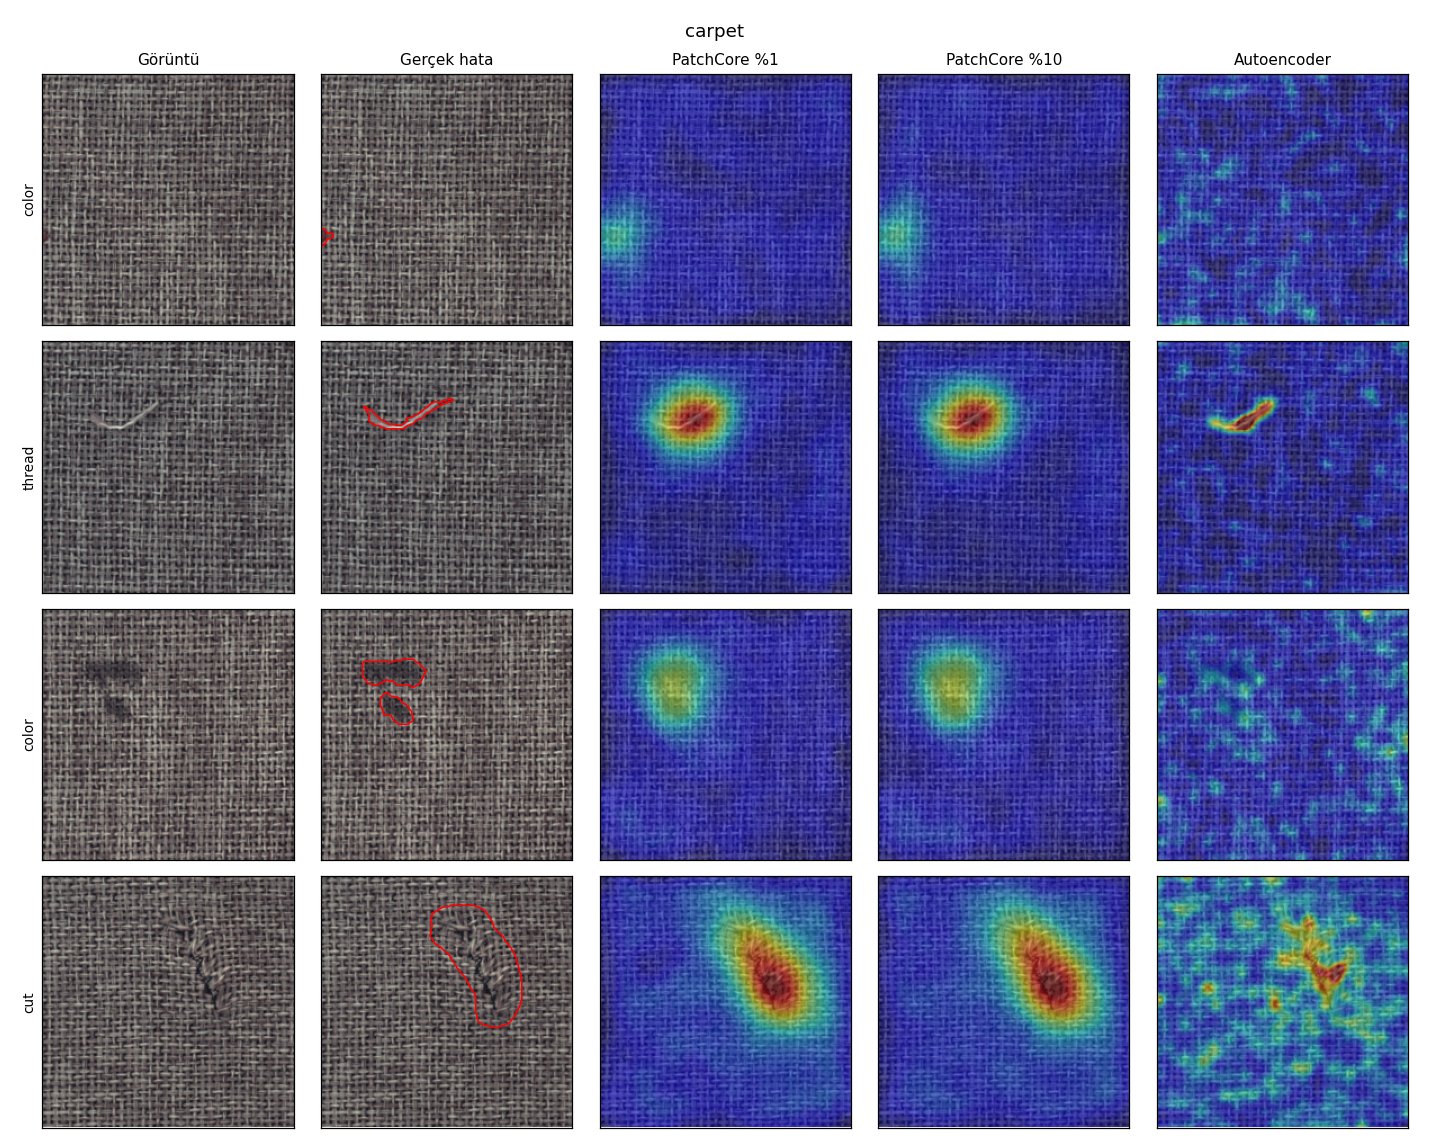 carpet
Görüntü
Gerçek hata
PatchCore %1
PatchCore %10
Autoencoder
color
thread
color
cut